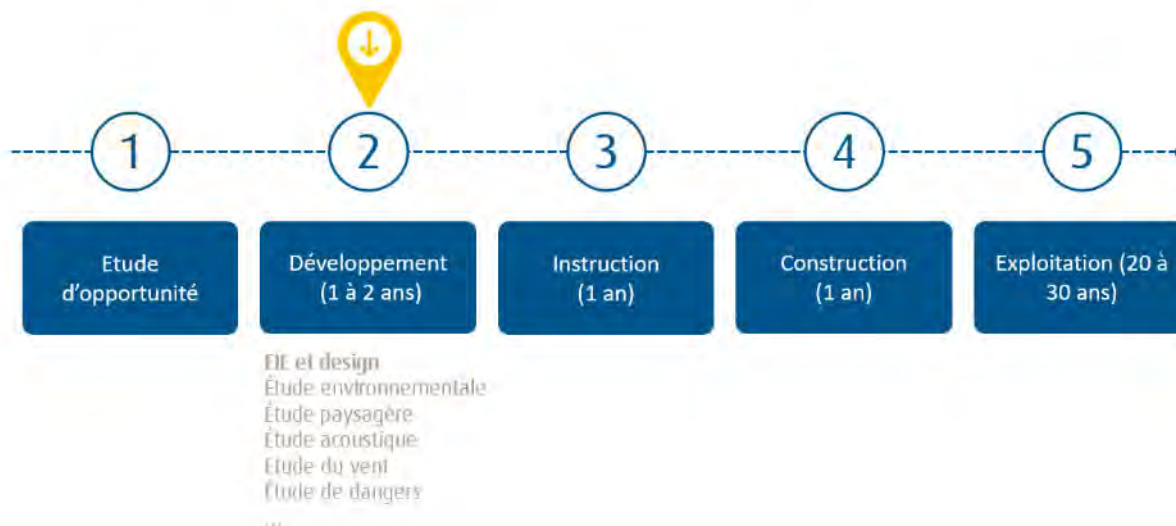 1
2
3
4
5
Etude
d'opportunité
Développement
(1 à 2 ans)
Instruction
(1 an)
Construction
(1 an)
Exploitation (20 à
30 ans)
EIE et design
Étude environnementale
Étude paysagère
Étude acoustique
Etude du vent
Étude de dangers
...